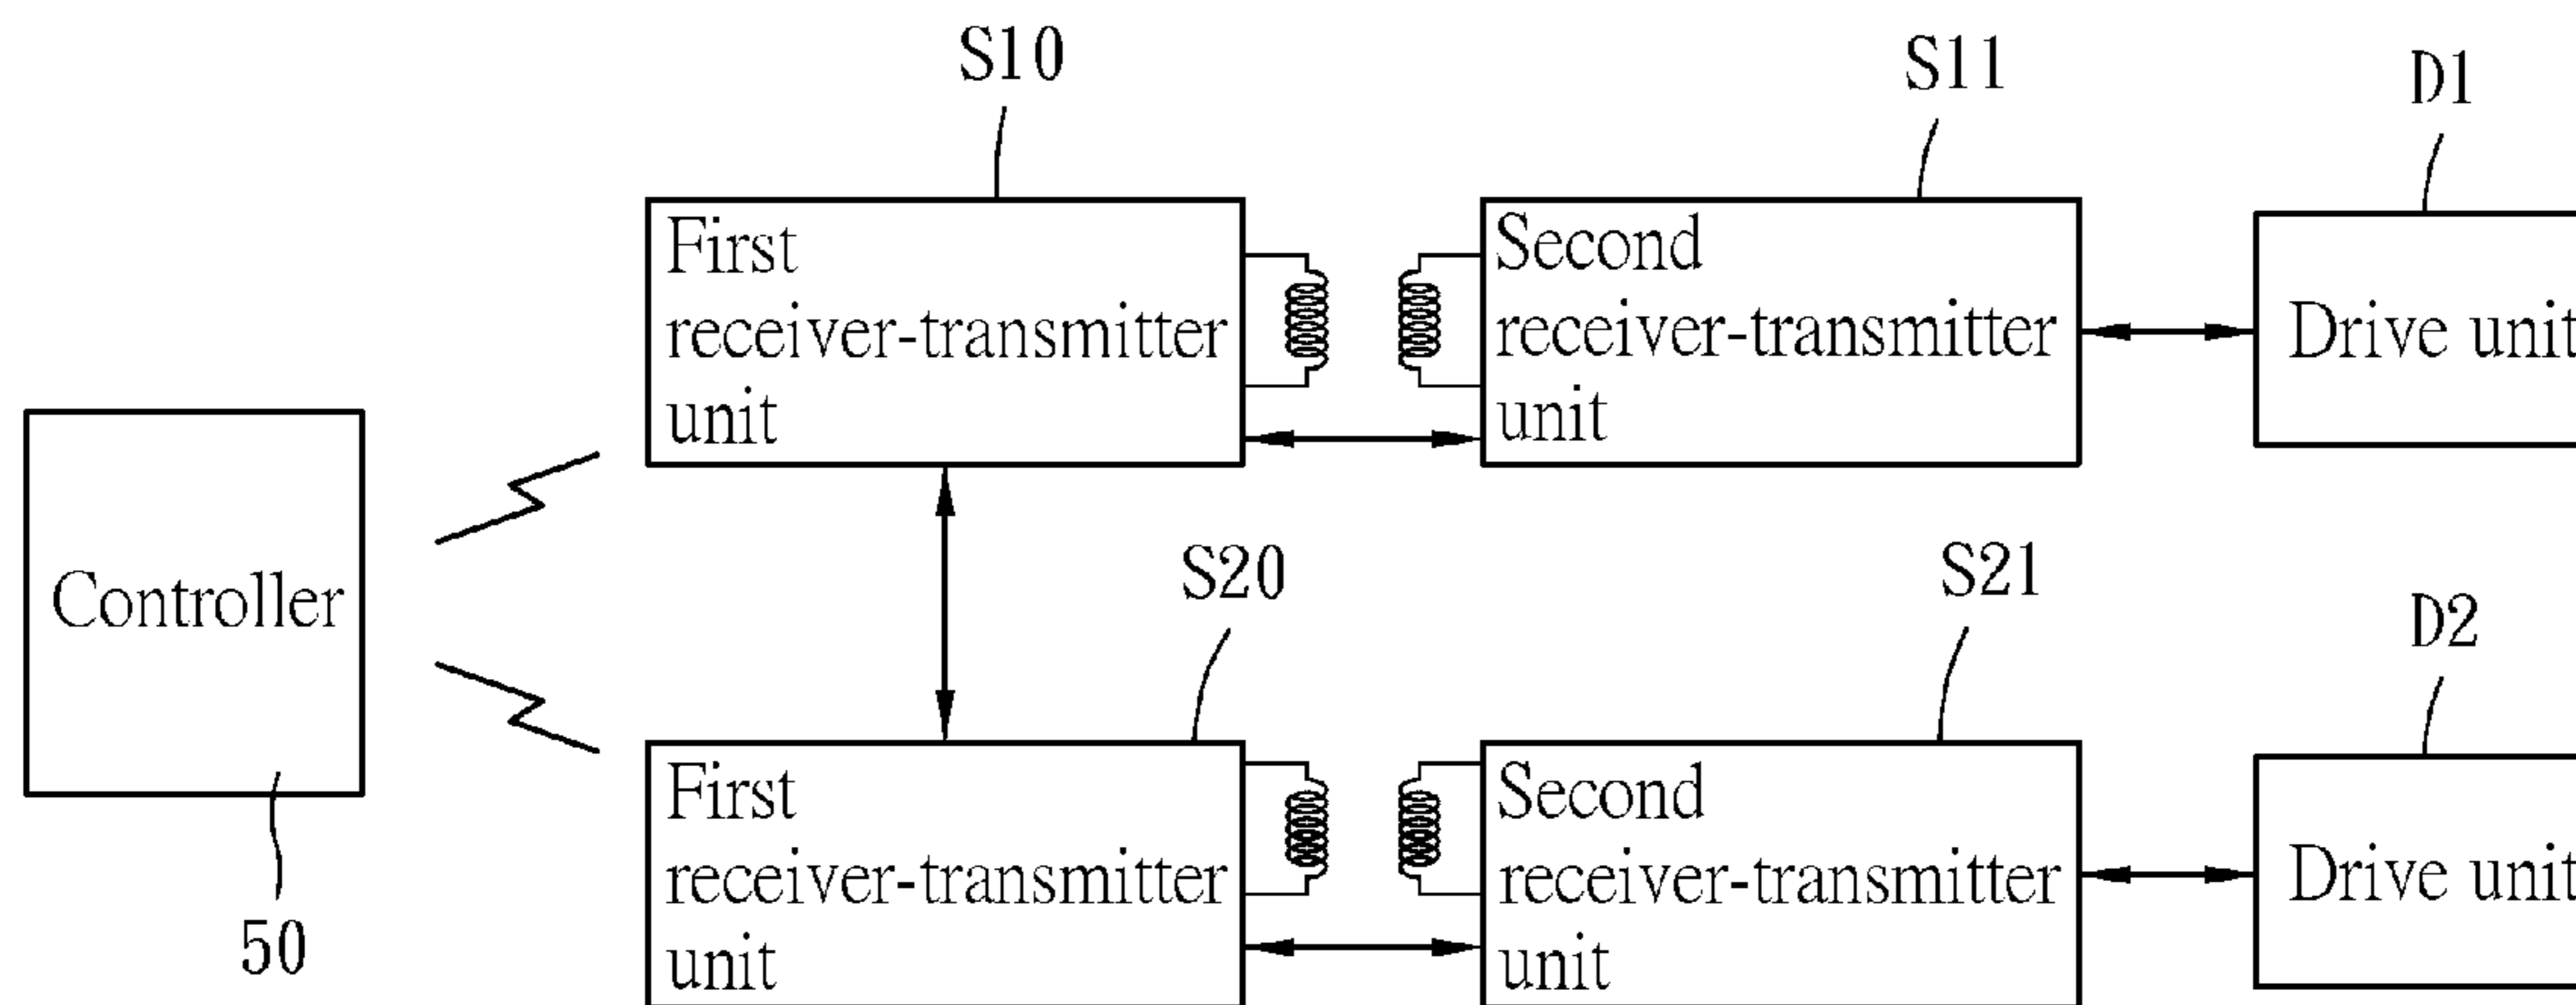 S10
S11
D1
First
receiver-transmitter
unit
Second
receiver-transmitter
unit
Drive unit
Controller
50
S20
S21
D2
First
receiver-transmitter
unit
Second
receiver-transmitter
unit
Drive unit